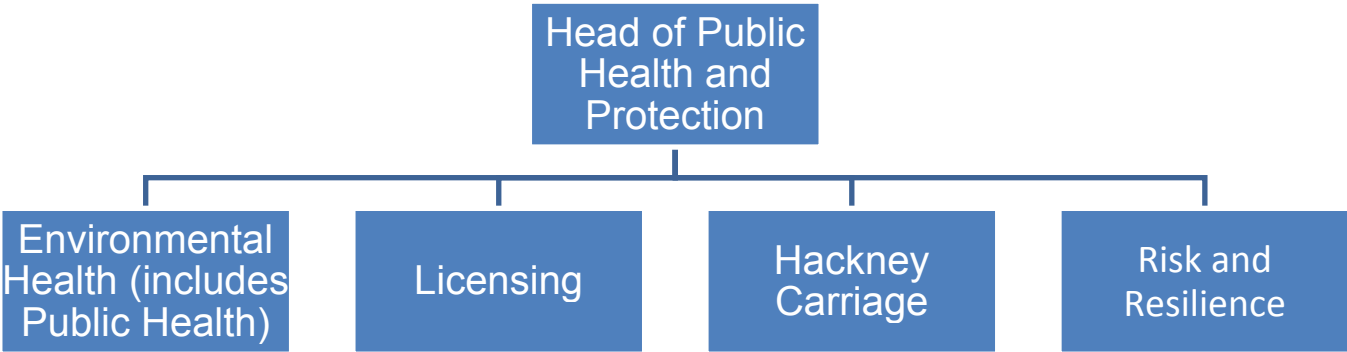 Head of Public
Health and
Protection
Environmental
Health (includes
Public Health)
Licensing
Hackney
Carriage
Risk and
Resilience